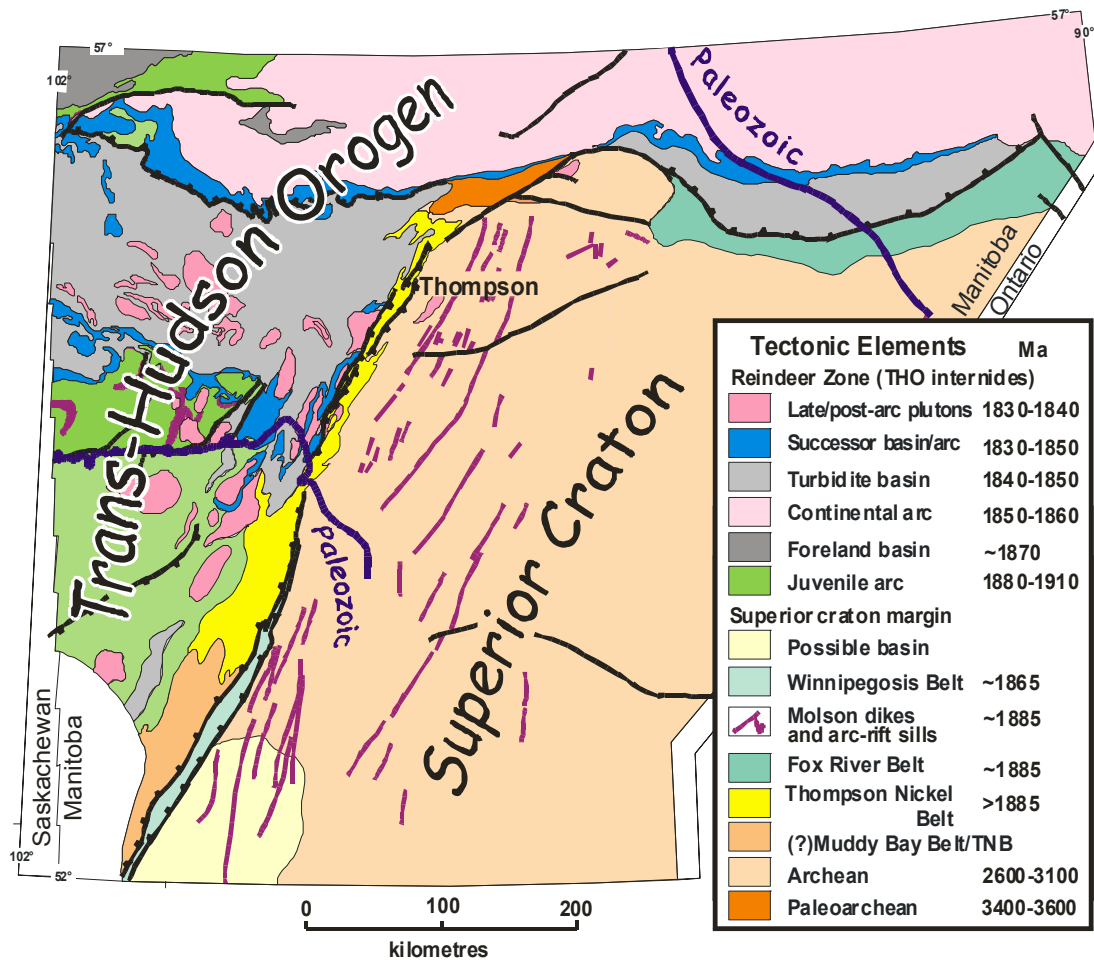 57°
57°
90°
102°
Paleozoic
Trans-Hudson Orogen
Manitoba
Ontario
Thompson
Superior Craton
Paleozoic
Saskachewan
Manitoba
102°
52°
0 100 200
kilometres
Tectonic Elements Ma
Reindeer Zone (THO internides)
Late/post-arc plutons 1830-1840
Successor basin/arc 1830-1850
Turbidite basin 1840-1850
Continental arc 1850-1860
Foreland basin ~1870
Juvenile arc 1880-1910
Superior craton margin
Possible basin
Winnipegosis Belt ~1865
Molson dikes ~1885
and arc-rift sills
Fox River Belt ~1885
Thompson Nickel >1885
Belt
(?)Muddy Bay Belt/TNB
Archean 2600-3100
Paleoarchean 3400-3600